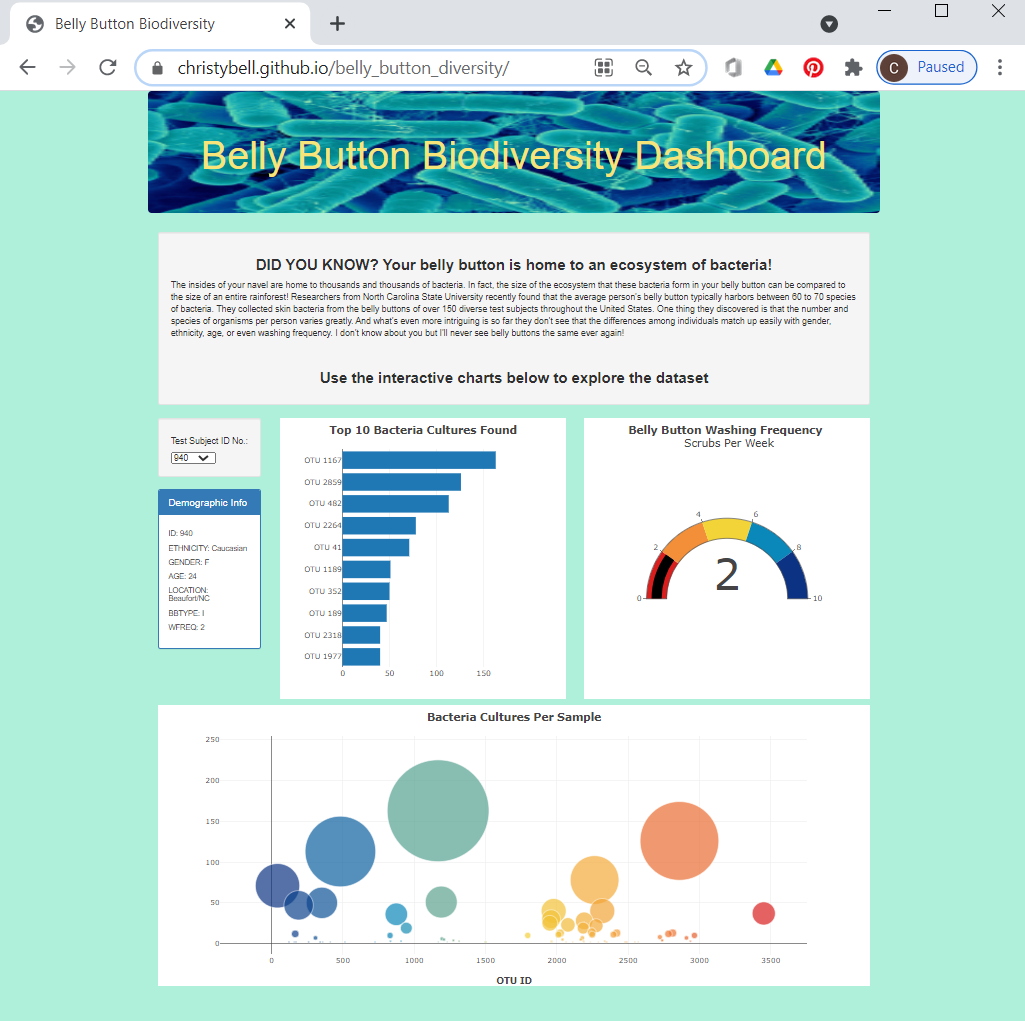 Belly Button Biodiversity
christybell.github.io/belly_button_diversity/
C Paused
Belly Button Biodiversity Dashboard
DID YOU KNOW? Your belly button is home to an ecosystem of bacteria!
The insides of your navel are home to thousands and thousands of bacteria. In fact, the size of the ecosystem that these bacteria form in your belly button can be compared to
the size of an entire rainforest! Researchers from North Carolina State University recently found that the average person's belly button typically harbors between 60 to 70 species
of bacteria. They collected skin bacteria from the belly buttons of over 150 diverse test subjects throughout the United States. One thing they discovered is that the number and
species of organisms per person varies greatly. And what's even more intriguing is so far they don't see that the differences among individuals match up easily with gender,
ethnicity, age, or even washing frequency. I don't know about you but I'll never see belly buttons the same ever again!
Use the interactive charts below to explore the dataset
Test Subject ID No.:
940
Demographic Info
ID: 940
ETHNICITY: Caucasian
GENDER: F
AGE: 24
LOCATION:
Beaufort/NC
BBTYPE: I
WFREQ: 2
Top 10 Bacteria Cultures Found
OTU 1167
OTU 2859
OTU 482
OTU 2264
OTU 41
OTU 1189
OTU 352
OTU 189
OTU 2318
OTU 1977
0 50 100 150
Belly Button Washing Frequency
Scrubs Per Week
4 6
2 8
2
0 10
Bacteria Cultures Per Sample
250
200
150
100
50
0
0 500 1000 1500 2000 2500 3000 3500
OTU ID